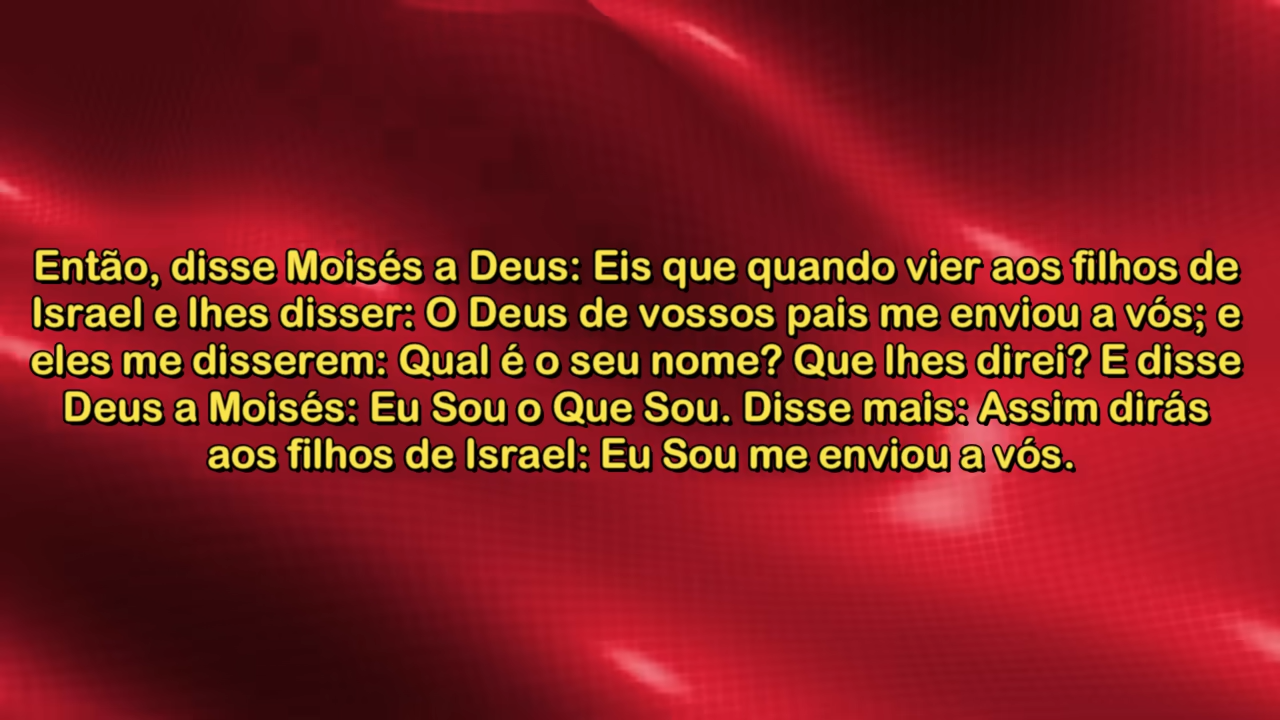 Então, disse Moisés a Deus: Eis que quando vier aos filhos de
Israel e lhes disser: O Deus de vossos pais me enviou a vós; e
eles me disserem: Qual é o seu nome? Que lhes direi? E disse
Deus a Moisés: Eu Sou o Que Sou. Disse mais: Assim dirás
aos filhos de Israel: Eu Sou me enviou a vós.